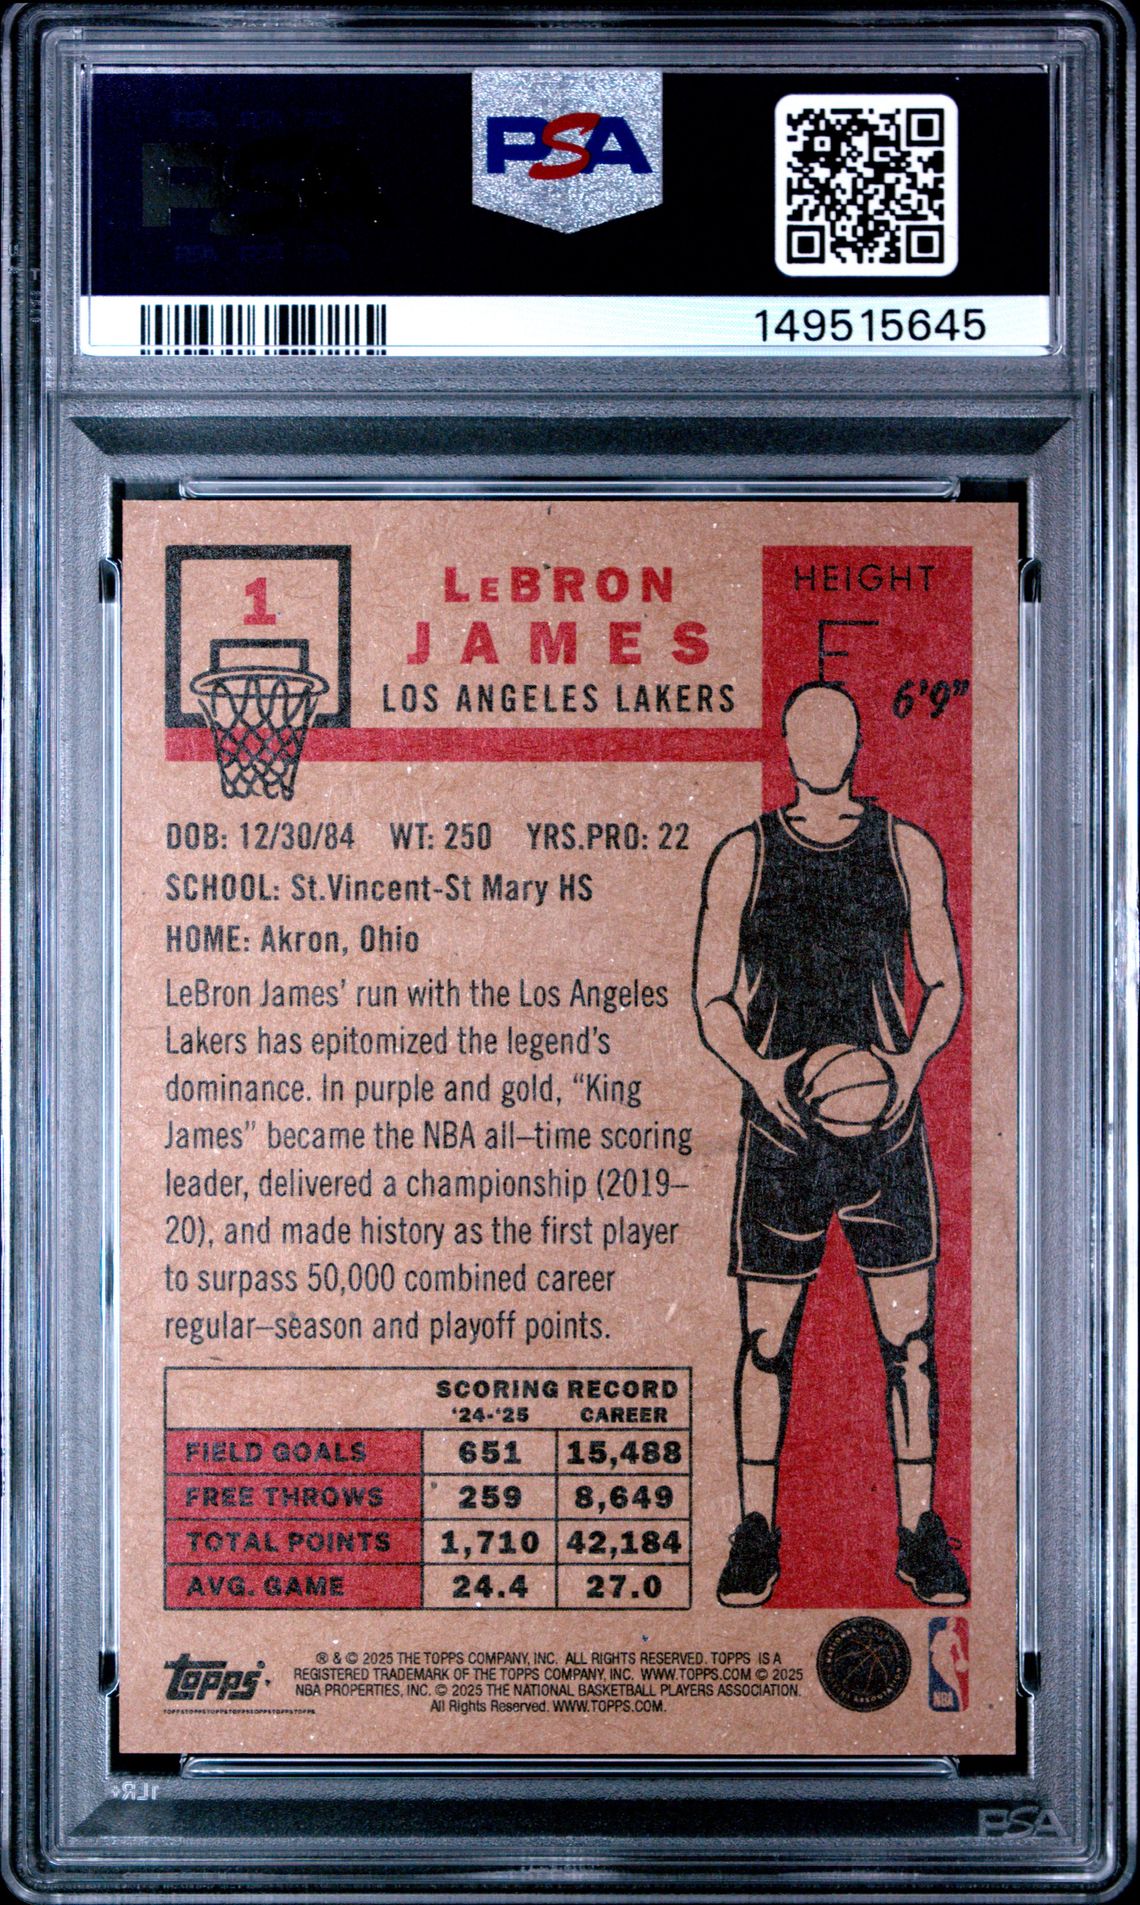 PSA
149515645
1
LeBRON
JAMES
LOS ANGELES LAKERS
HEIGHT
6'9"
DOB: 12/30/84 WT: 250 YRS.PRO: 22
SCHOOL: St.Vincent-St Mary HS
HOME: Akron, Ohio
LeBron James' run with the Los Angeles
Lakers has epitomized the legend's
dominance. In purple and gold, "King
James" became the NBA all–time scoring
leader, delivered a championship (2019–
20), and made history as the first player
to surpass 50,000 combined career
regular–season and playoff points.
SCORING RECORD
'24-'25 CAREER
FIELD GOALS 651 15,488
FREE THROWS 259 8,649
TOTAL POINTS 1,710 42,184
AVG. GAME 24.4 27.0
topps
® & © 2025 THE TOPPS COMPANY, INC. ALL RIGHTS RESERVED. TOPPS IS A
REGISTERED TRADEMARK OF THE TOPPS COMPANY, INC. WWW.TOPPS.COM © 2025
NBA PROPERTIES, INC. © 2025 THE NATIONAL BASKETBALL PLAYERS ASSOCIATION.
All Rights Reserved. WWW.TOPPS.COM.
NBA
PSA